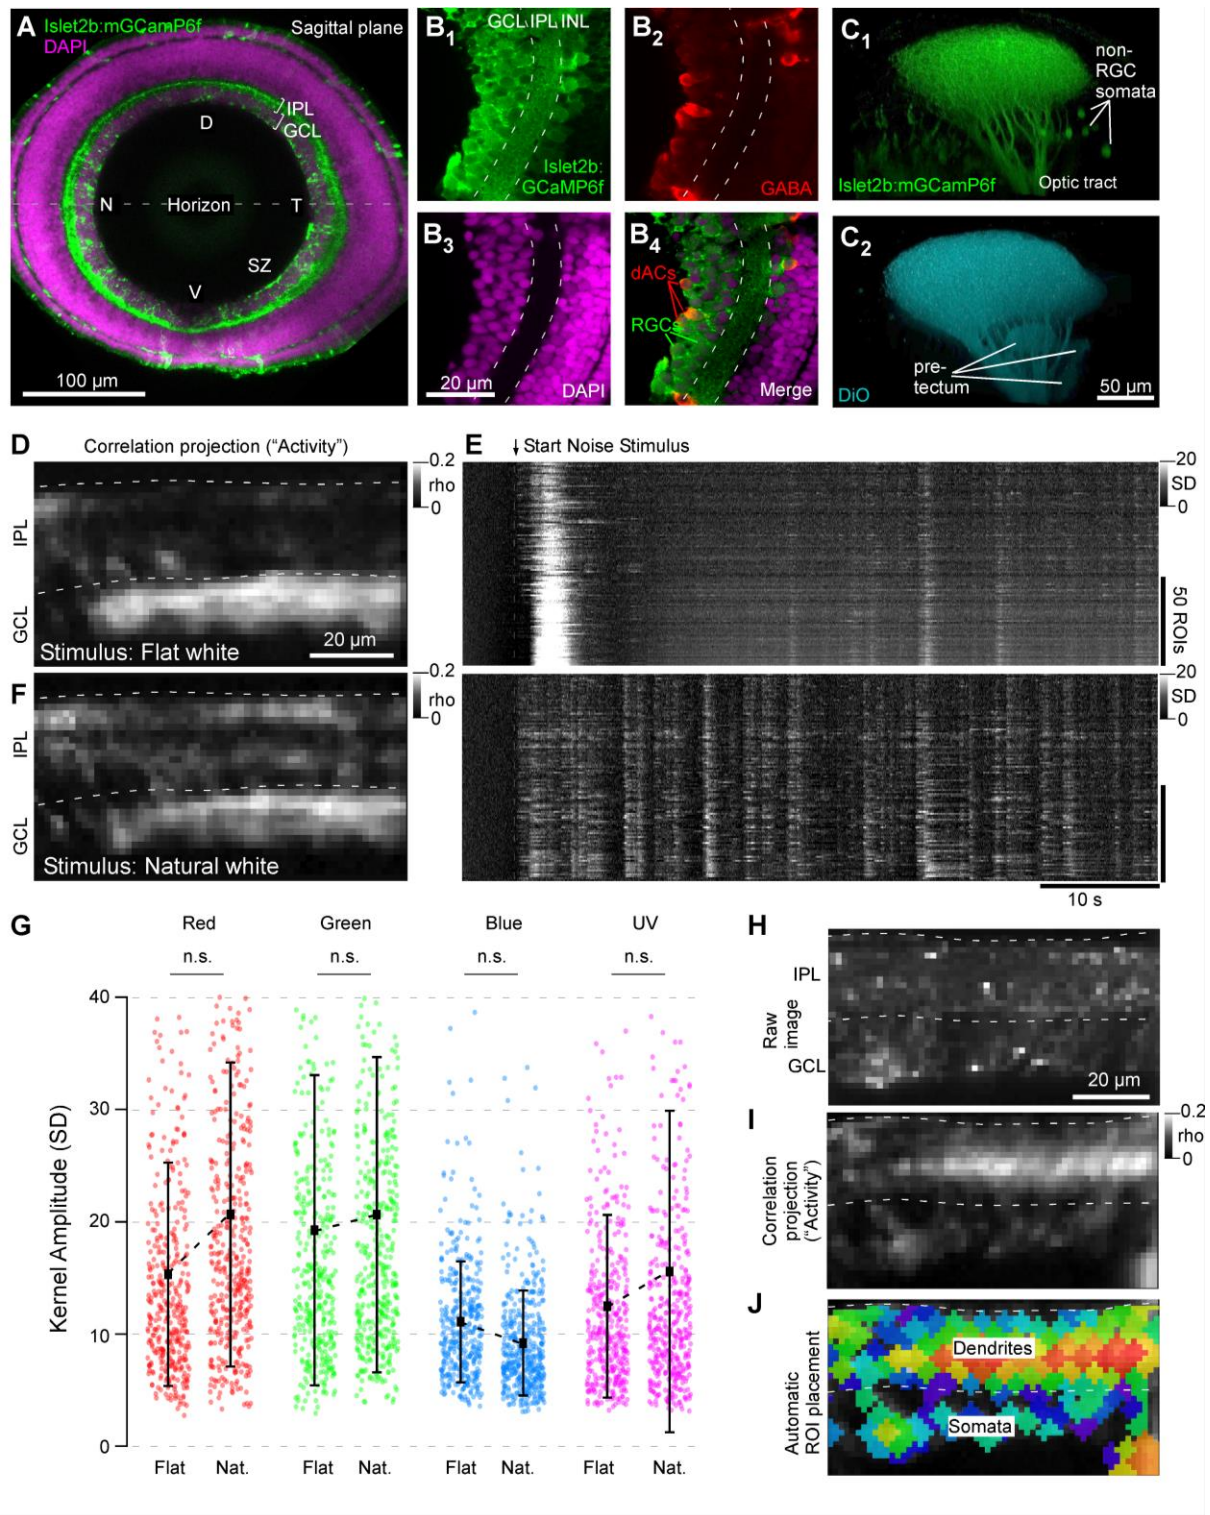 A
Islet2b:mGCamP6f
DAPI
Sagittal plane
IPL
GCL
D
N
Horizon
T
SZ
V
100 µm
B1
GCL IPL INL
Islet2b:
GCaMP6f
B2
GABA
B3
20 µm
DAPI
B4
dACs
RGCs
Merge
C1
non-
RGC
somata
Islet2b:mGCamP6f
Optic tract
C2
pre-
tectum
DiO
50 µm
D
Correlation projection (“Activity”)
0.2
rho
0
IPL
GCL
20 µm
Stimulus: Flat white
E
↓ Start Noise Stimulus
20
SD
0
50 ROIs
F
0.2
rho
0
IPL
GCL
Stimulus: Natural white
20
SD
0
10 s
G
Red
Green
Blue
UV
n.s.
n.s.
n.s.
n.s.
Kernel Amplitude (SD)
40
30
20
10
0
Flat
Nat.
Flat
Nat.
Flat
Nat.
Flat
Nat.
H
IPL
Raw
image
GCL
20 µm
I
Correlation
projection
(“Activity”)
0.2
rho
0
J
Automatic
ROI placement
Dendrites
Somata